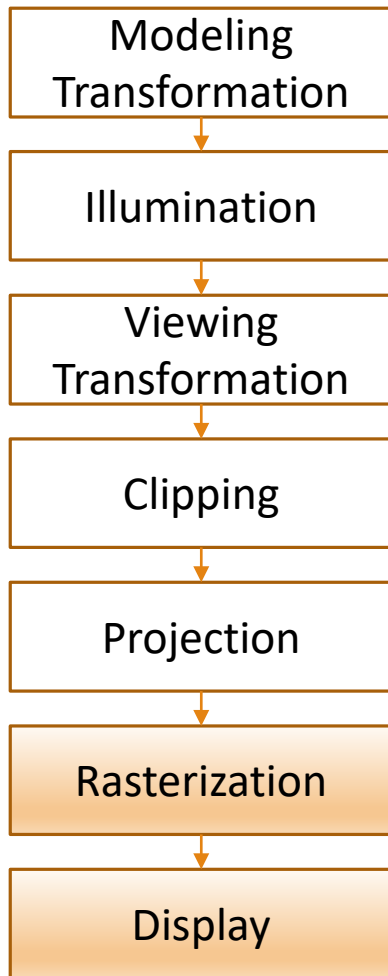 Modeling
Transformation
Illumination
Viewing
Transformation
Clipping
Projection
Rasterization
Display